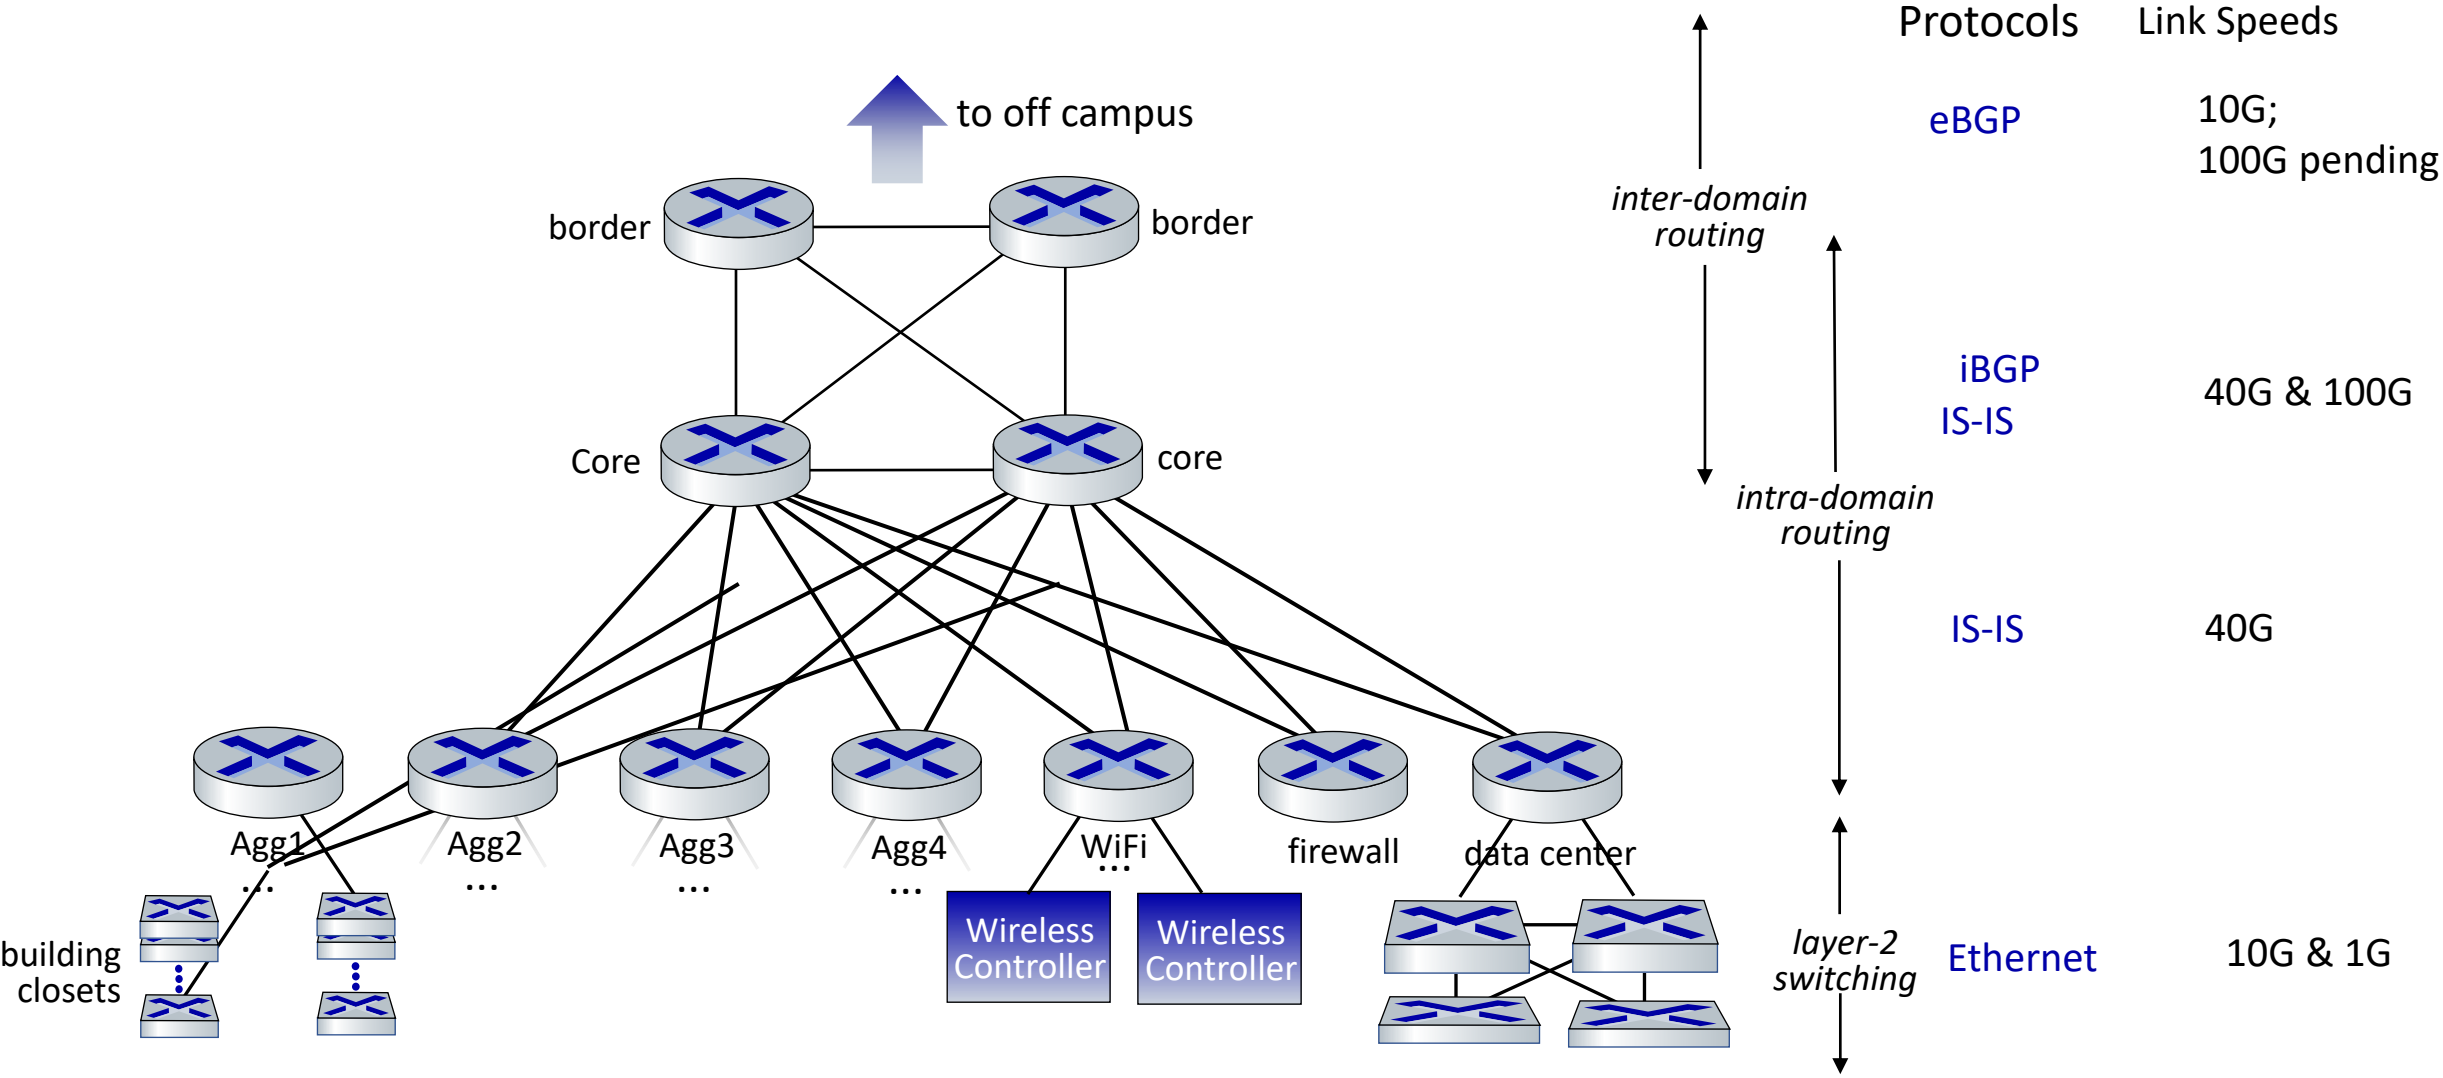 Protocols
Link Speeds
to off campus
eBGP
10G;
100G pending
border
border
inter-domain
routing
iBGP
IS-IS
40G & 100G
Core
core
intra-domain
routing
IS-IS
40G
Agg1
...
Agg2
...
Agg3
...
Agg4
...
WiFi
...
firewall
data center
building
closets
Wireless
Controller
Wireless
Controller
layer-2
switching
Ethernet
10G & 1G